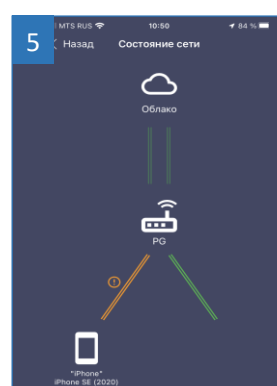 5
MTS RUS 10:50 84 %
Назад Состояние сети
Облако
PG
"iPhone"
iPhone SE (2020)